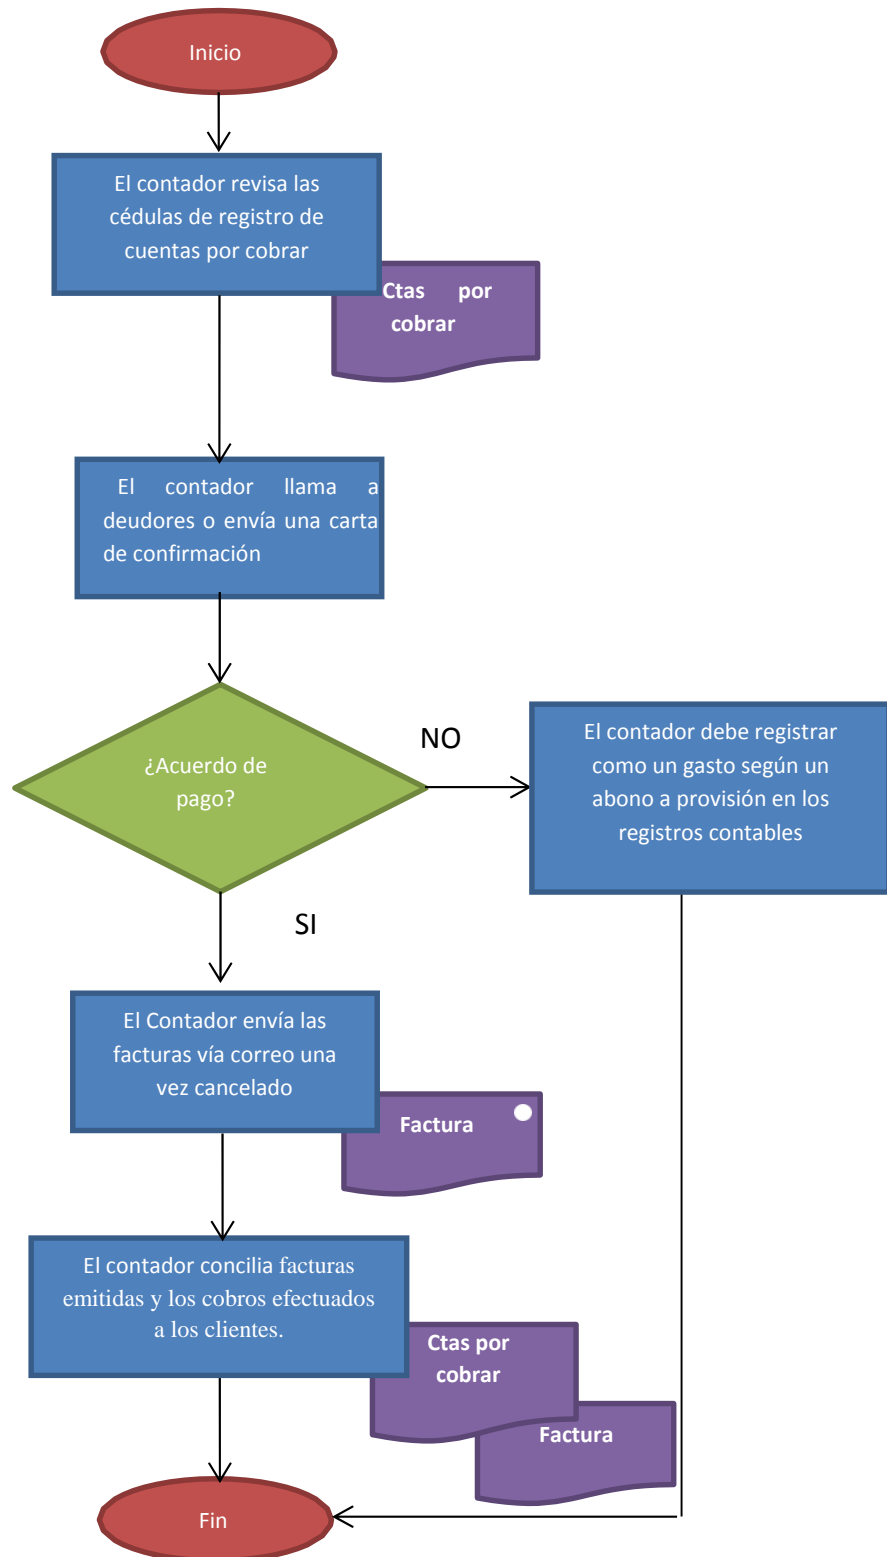 Inicio
El contador revisa las
cédulas de registro de
cuentas por cobrar
Ctas por
cobrar
El contador llama a
deudores o envía una carta
de confirmación
¿Acuerdo de
pago?
NO
El contador debe registrar
como un gasto según un
abono a provisión en los
registros contables
SI
El Contador envía las
facturas vía correo una
vez cancelado
Factura
El contador concilia facturas
emitidas y los cobros efectuados
a los clientes.
Ctas por
cobrar
Factura
Fin